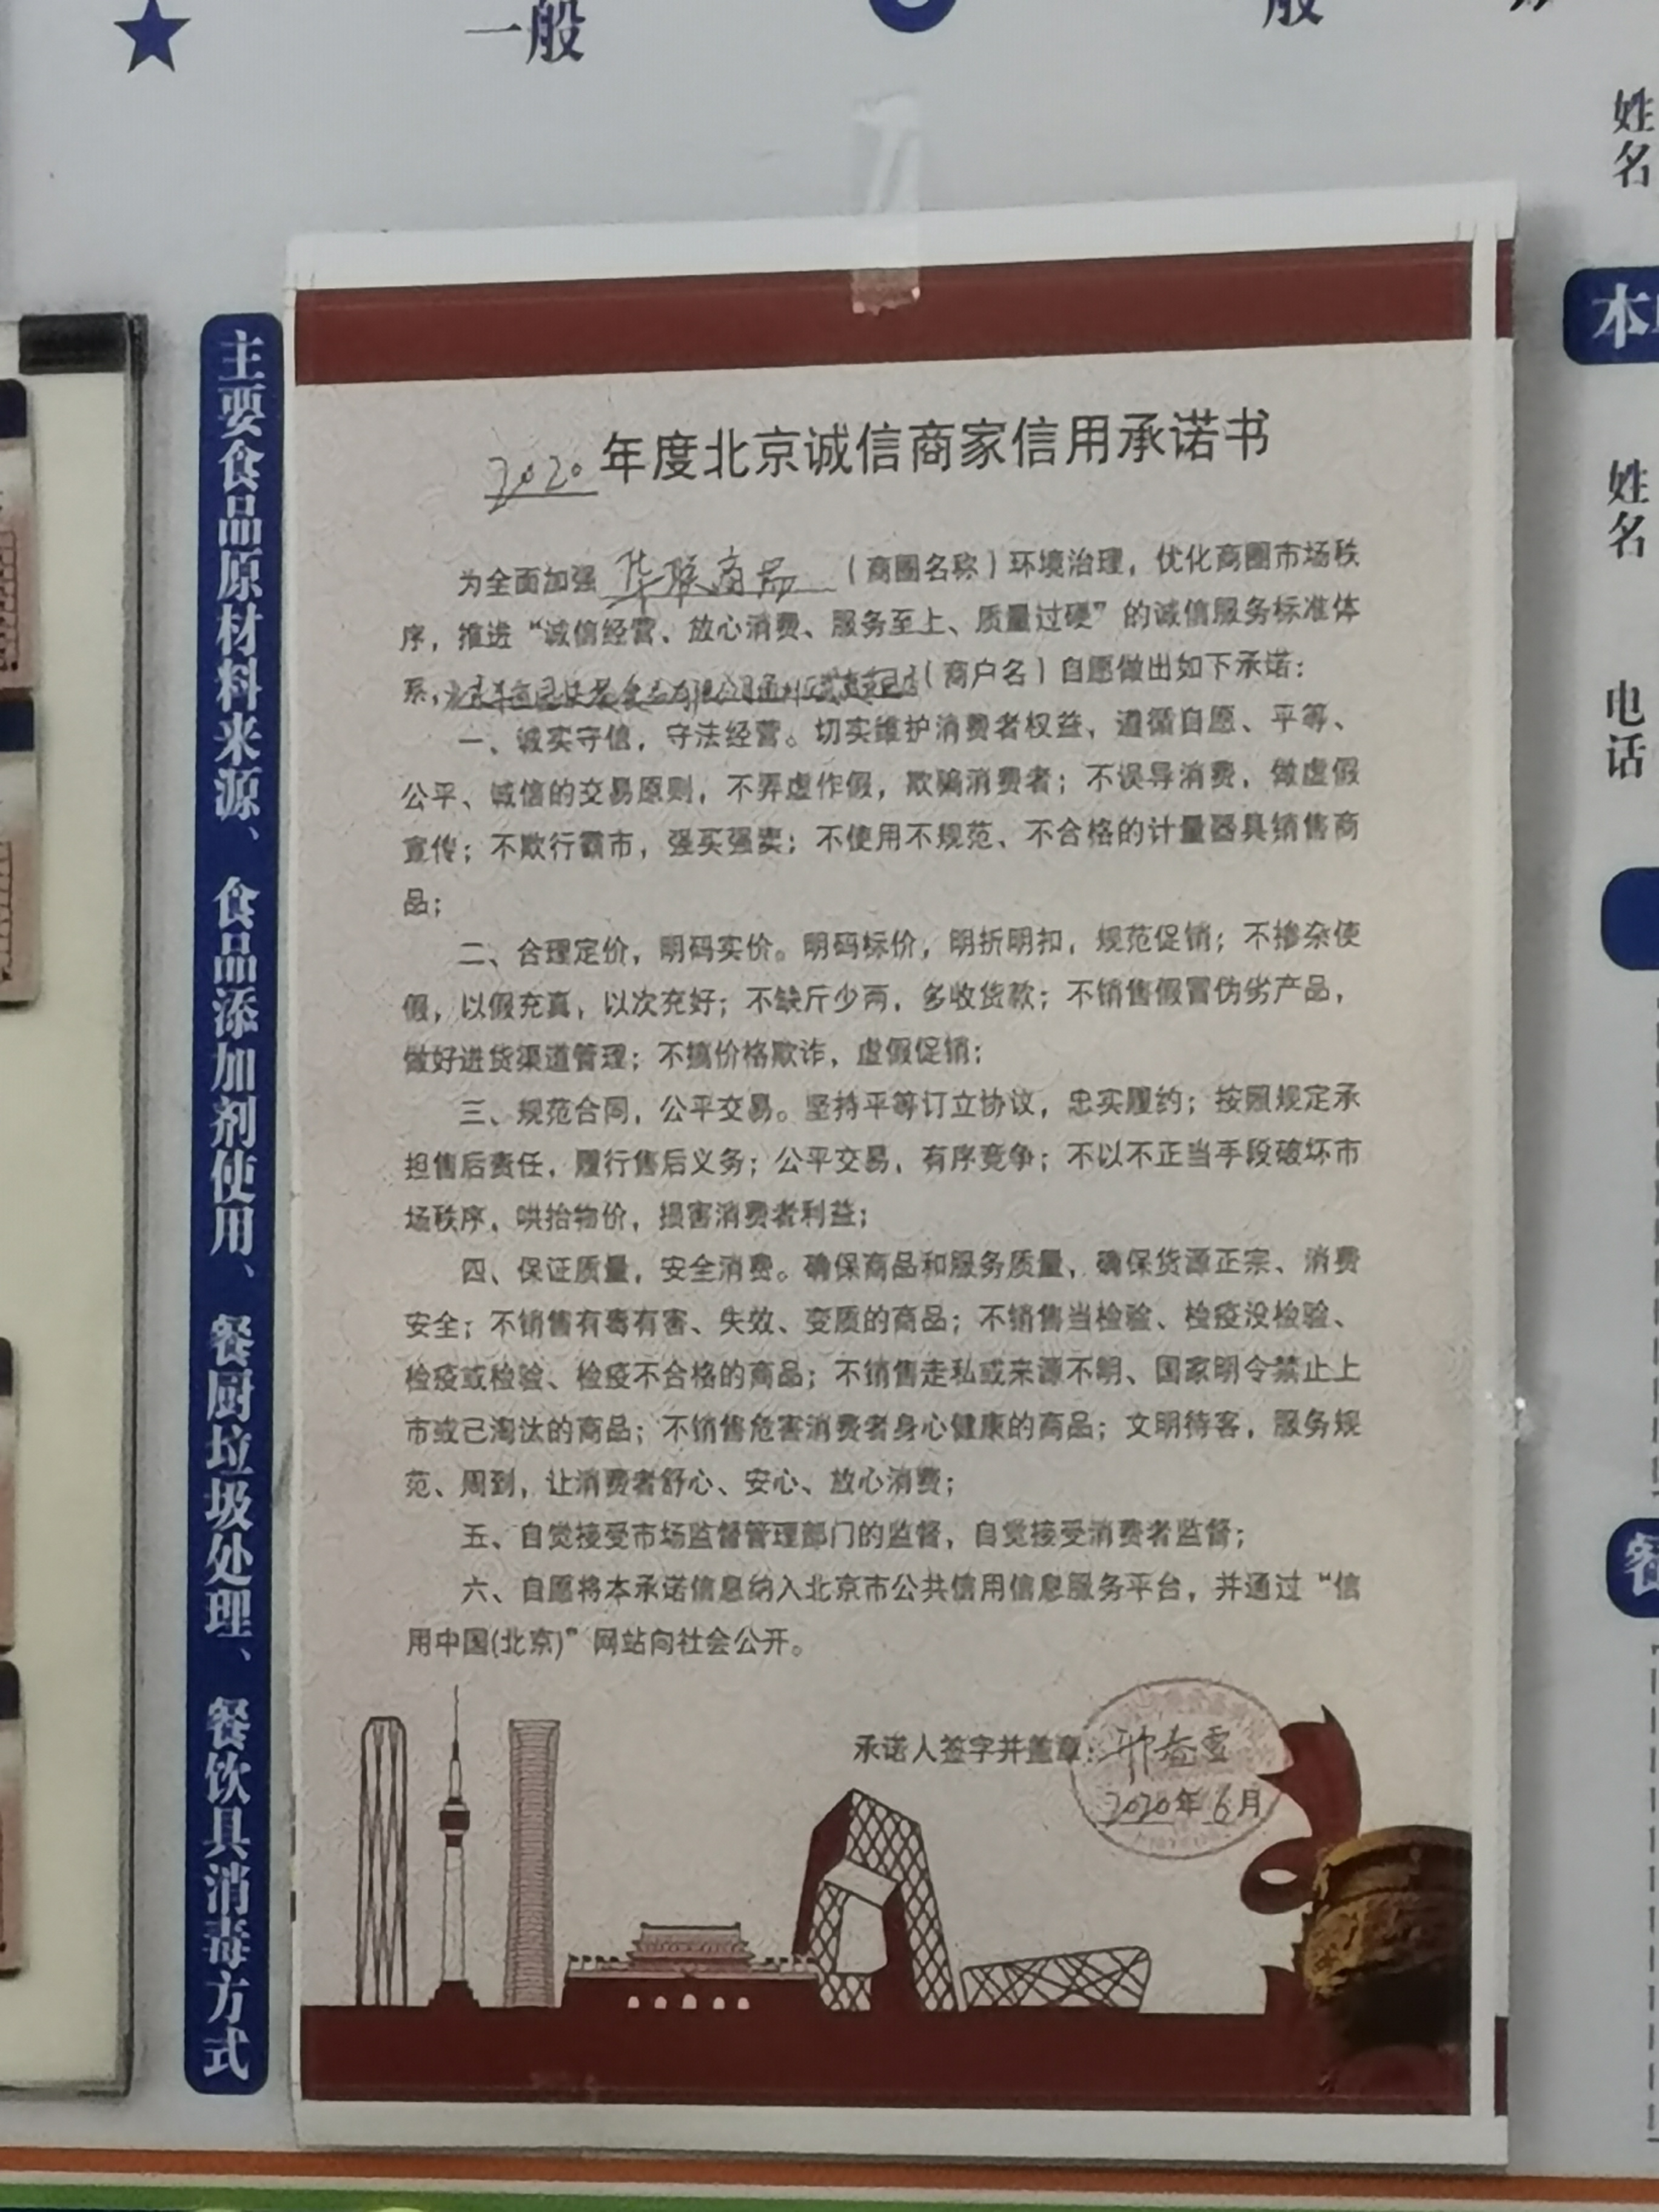 一般
般
姓名
本
姓名
电话
主要食品原材料来源、食品添加剂使用、餐厨垃圾处理、餐饮具消毒方式
2020年度北京诚信商家信用承诺书
为全面加强华联商品(商圈名称)环境治理，优化商圈市场秩
序，推进“诚信经营、放心消费、服务至上、质量过硬”的诚信服务标准体
系，(商户名)自愿做出如下承诺：
一、诚实守信，守法经营。切实维护消费者权益，遵循自愿、平等、
公平、诚信的交易原则，不弄虚作假，欺骗消费者；不误导消费，做虚假
宣传；不欺行霸市，强买强卖；不使用不规范、不合格的计量器具销售商
品；
二、合理定价，明码实价。明码标价，明折明扣，规范促销；不掺杂使
假，以假充真，以次充好；不缺斤少两，多收货款；不销售假冒伪劣产品，
做好进货渠道管理；不搞价格欺诈，虚假促销；
三、规范合同，公平交易。坚持平等订立协议，忠实履约；按照规定承
担售后责任，履行售后义务；公平交易，有序竞争；不以不正当手段破坏市
场秩序，哄抬物价，损害消费者利益；
四、保证质量，安全消费。确保商品和服务质量，确保货源正宗、消费
安全；不销售有毒有害、失效、变质的商品；不销售当检验、检疫没检验、
检疫或检验、检疫不合格的商品；不销售走私或来源不明、国家明令禁止上
市或己淘汰的商品；不销售危害消费者身心健康的商品；文明待客，服务规
范、周到，让消费者舒心、安心、放心消费；
五、自觉接受市场监督管理部门的监督，自觉接受消费者监督；
六、自愿将本承诺信息纳入北京市公共信用信息服务平台，并通过“信
用中国(北京)”网站向社会公开。
承诺人签字并盖章：
2020年6月